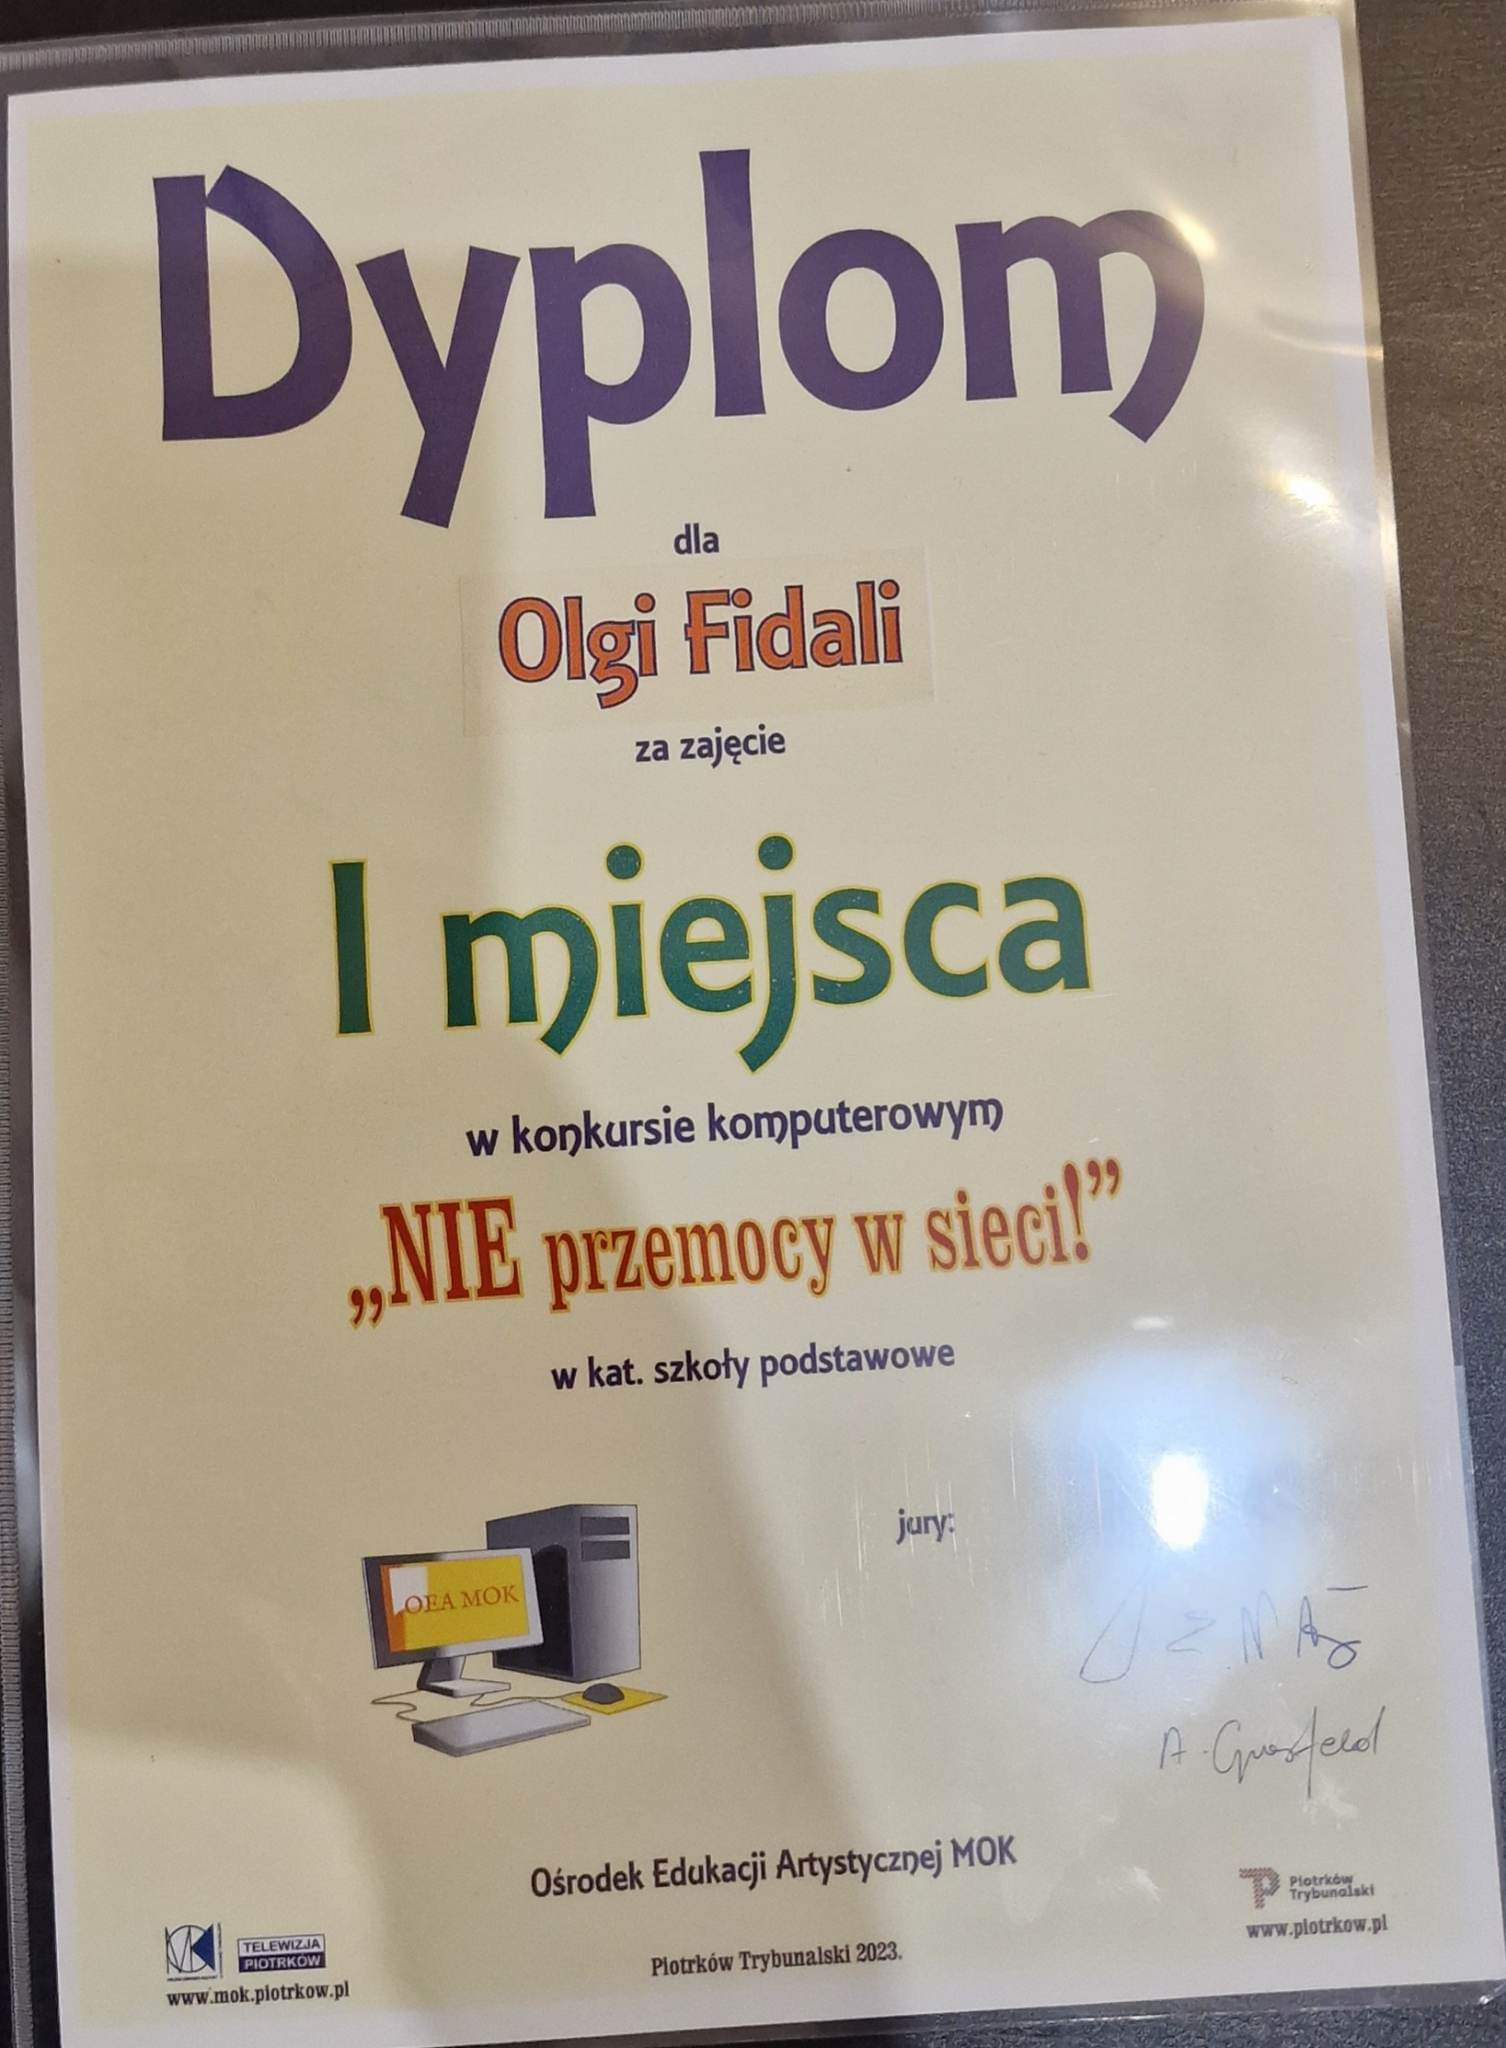 Dyplom
dla
Olgi Fidali
za zajęcie
I miejsca
w konkursie komputerowym
„NIE przemocy w sieci!”
w kat. szkoły podstawowe
jury:
OEA MOK
Ośrodek Edukacji Artystycznej MOK
Piotrków
Trybunalski
www.piotrkow.pl
TELEWIZJA
PIOTRKÓW
www.mok.piotrkow.pl
Piotrków Trybunalski 2023.